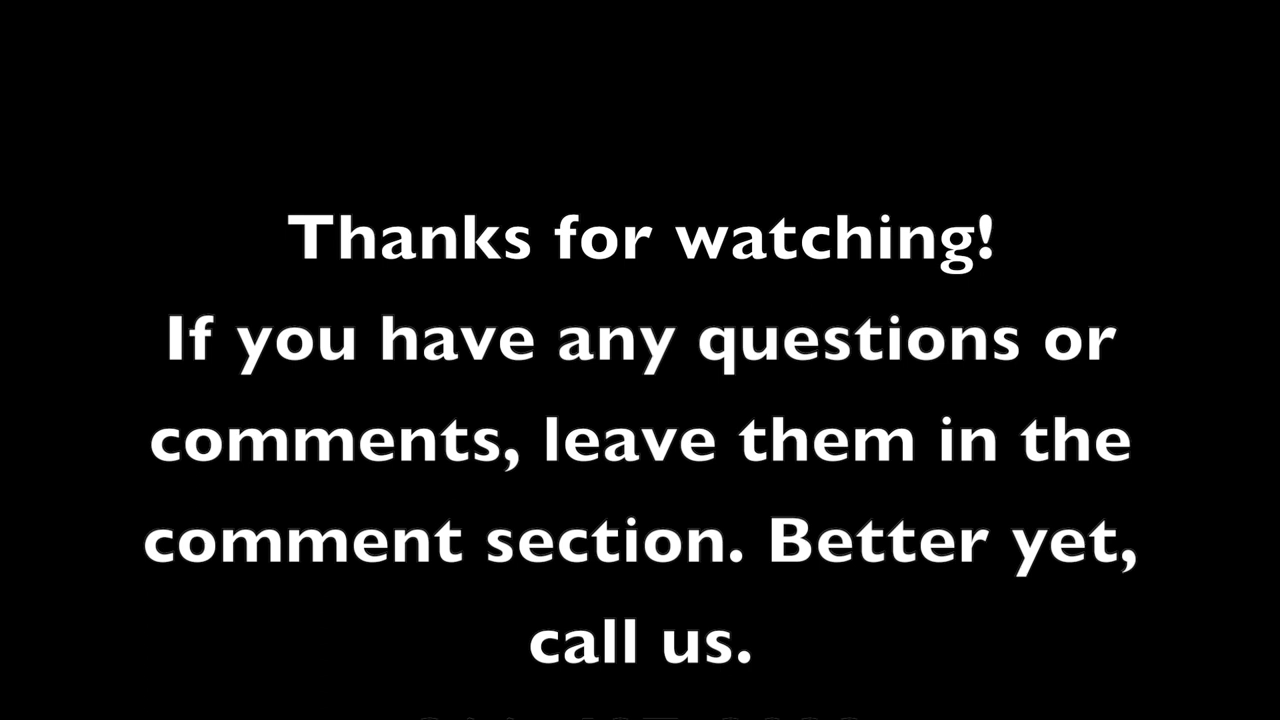 Thanks for watching!
If you have any questions or
comments, leave them in the
comment section. Better yet,
call us.